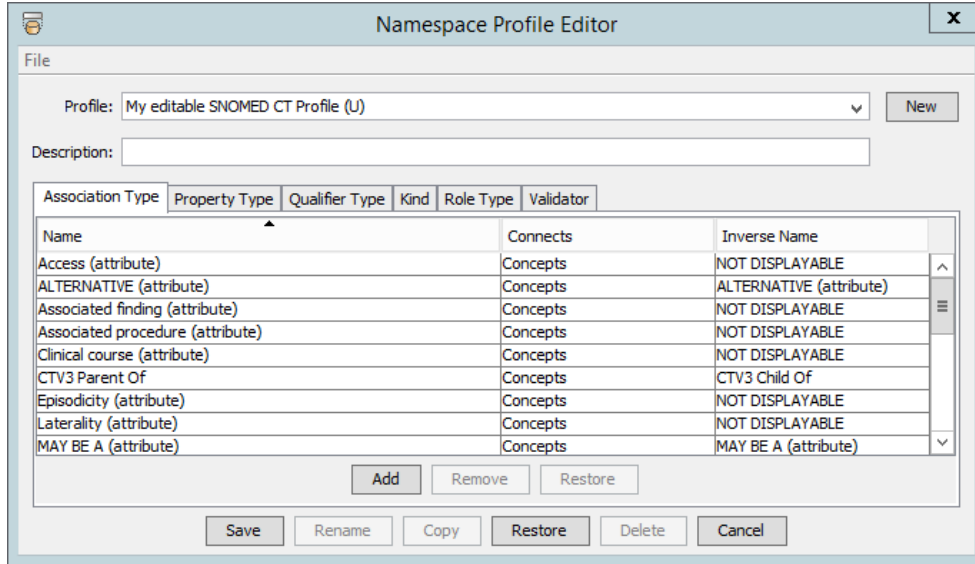 Namespace Profile Editor
x
File
Profile: My editable SNOMED CT Profile (U) New
Description:
Association Type Property Type Qualifier Type Kind Role Type Validator
Name Connects Inverse Name
Access (attribute) Concepts NOT DISPLAYABLE
ALTERNATIVE (attribute) Concepts ALTERNATIVE (attribute)
Associated finding (attribute) Concepts NOT DISPLAYABLE
Associated procedure (attribute) Concepts NOT DISPLAYABLE
Clinical course (attribute) Concepts NOT DISPLAYABLE
CTV3 Parent Of Concepts CTV3 Child Of
Episodicity (attribute) Concepts NOT DISPLAYABLE
Laterality (attribute) Concepts NOT DISPLAYABLE
MAY BE A (attribute) Concepts MAY BE A (attribute)
Add Remove Restore
Save Rename Copy Restore Delete Cancel